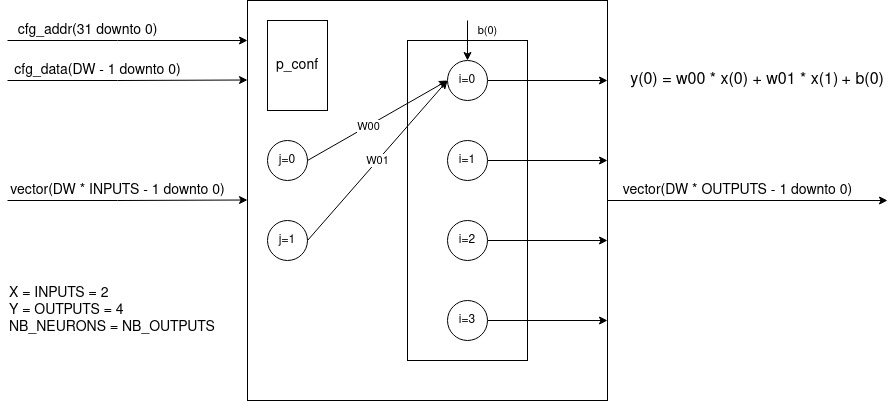 cfg_addr(31 downto 0)
cfg_data(DW - 1 downto 0)
p_conf
b(0)
i=0
y(0) = w00 * x(0) + w01 * x(1) + b(0)
W00
j=0
W01
i=1
vector(DW * INPUTS - 1 downto 0)
vector(DW * OUTPUTS - 1 downto 0)
j=1
i=2
X = INPUTS = 2
Y = OUTPUTS = 4
NB_NEURONS = NB_OUTPUTS
i=3